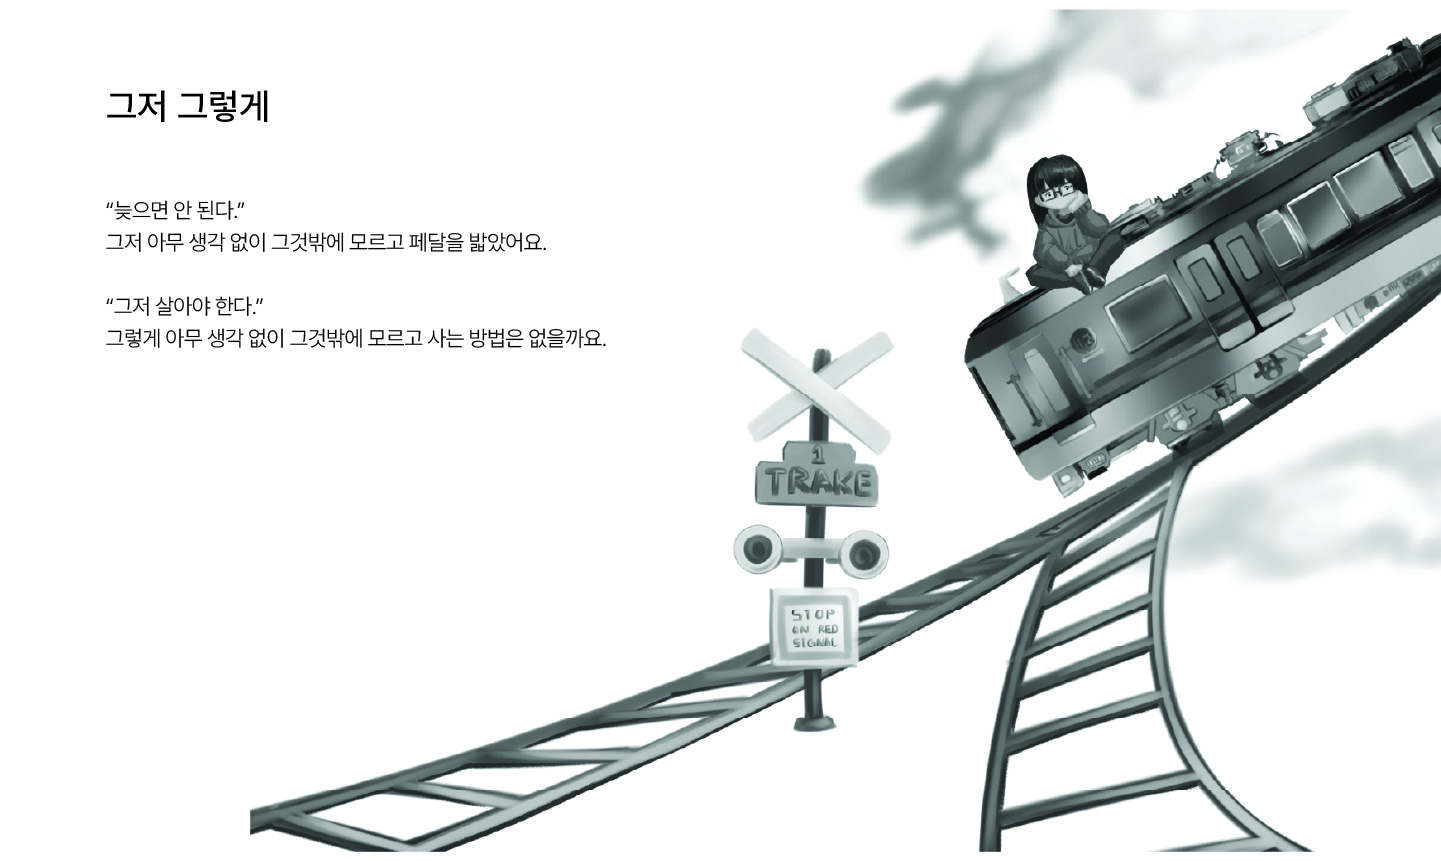 그저 그렇게
“늦으면 안 된다.”
그저 아무 생각 없이 그것밖에 모르고 페달을 밟았어요.
“그저 살아야 한다.”
그렇게 아무 생각 없이 그것밖에 모르고 사는 방법은 없을까요.
1
TRAKE
STOP
ON RED
SIGNAL